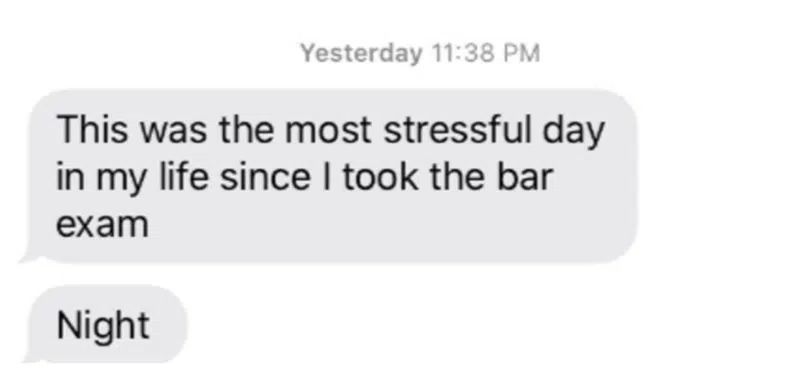 Yesterday 11:38 PM
This was the most stressful day
in my life since I took the bar
exam
Night